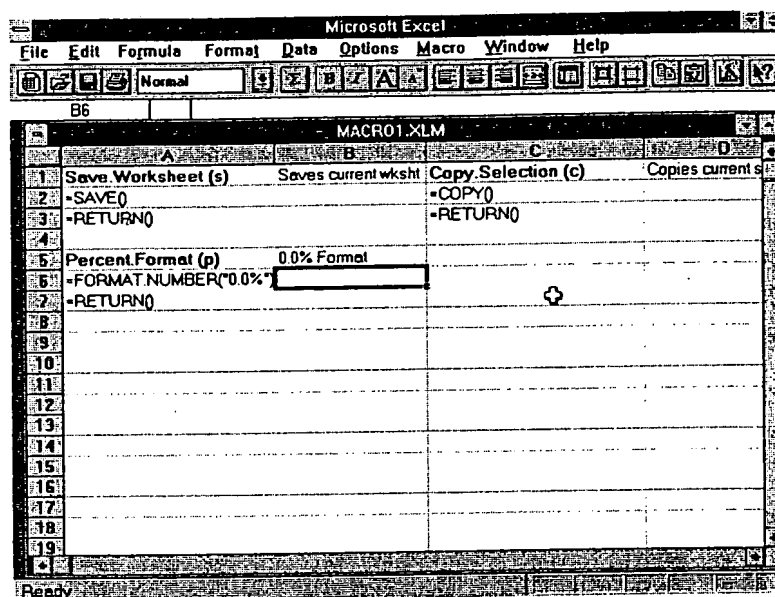 Microsoft Excel
File Edit Formula Format Data Options Macro Window Help
Normal Σ B I A A
B6
MACRO1.XLM
A B C D
1 Save.Worksheet (s) Saves current wksht Copy.Selection (c) Copies current s
2 =SAVE() =COPY()
3 =RETURN() =RETURN()
4
5 Percent.Format (p) 0.0% Format
6 =FORMAT.NUMBER("0.0%")
7 =RETURN()
8
9
10
11
12
13
14
15
16
17
18
19
Ready